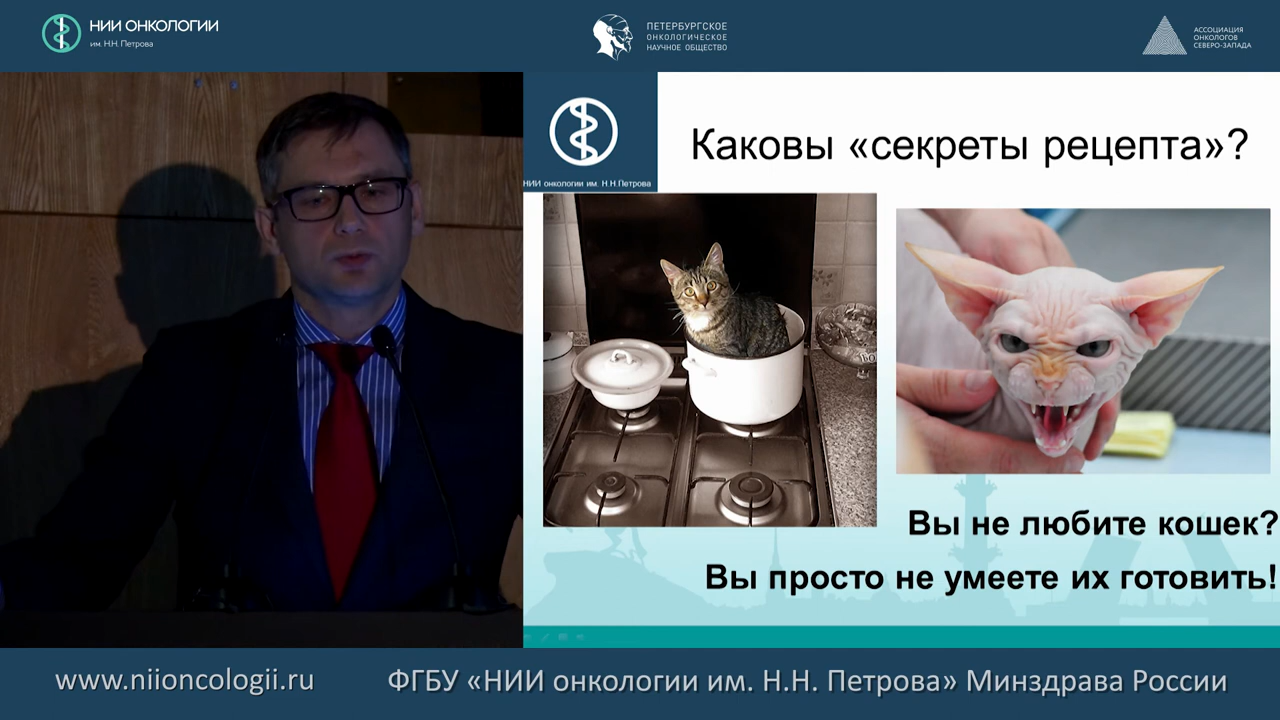 НИИ ОНКОЛОГИИ
им. Н.Н. Петрова
ПЕТЕРБУРГСКОЕ
ОНКОЛОГИЧЕСКОЕ
НАУЧНОЕ ОБЩЕСТВО
АССОЦИАЦИЯ
ОНКОЛОГОВ
СЕВЕРО-ЗАПАДА
НИИ онкологии им. Н.Н.Петрова
Каковы «секреты рецепта»?
Вы не любите кошек?
Вы просто не умеете их готовить!
www.niioncologii.ru
ФГБУ «НИИ онкологии им. Н.Н. Петрова» Минздрава России